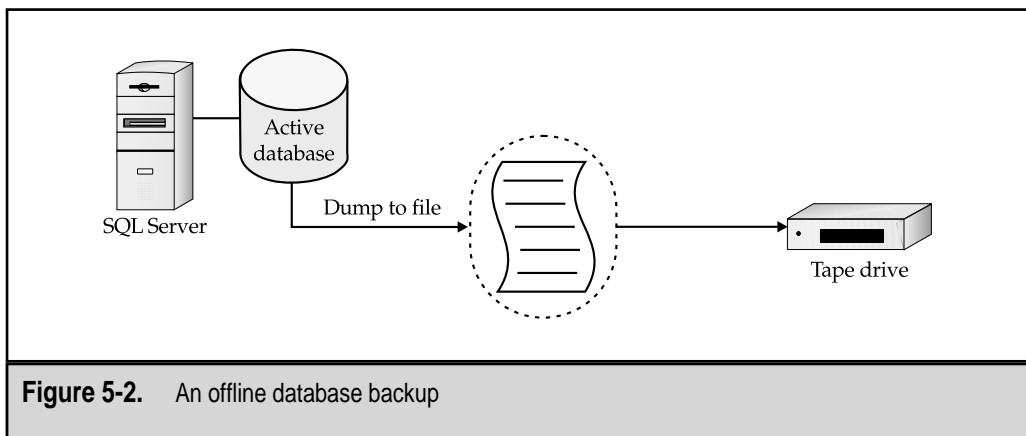 Active
database
SQL Server
Dump to file
Tape drive
Figure 5-2. An offline database backup